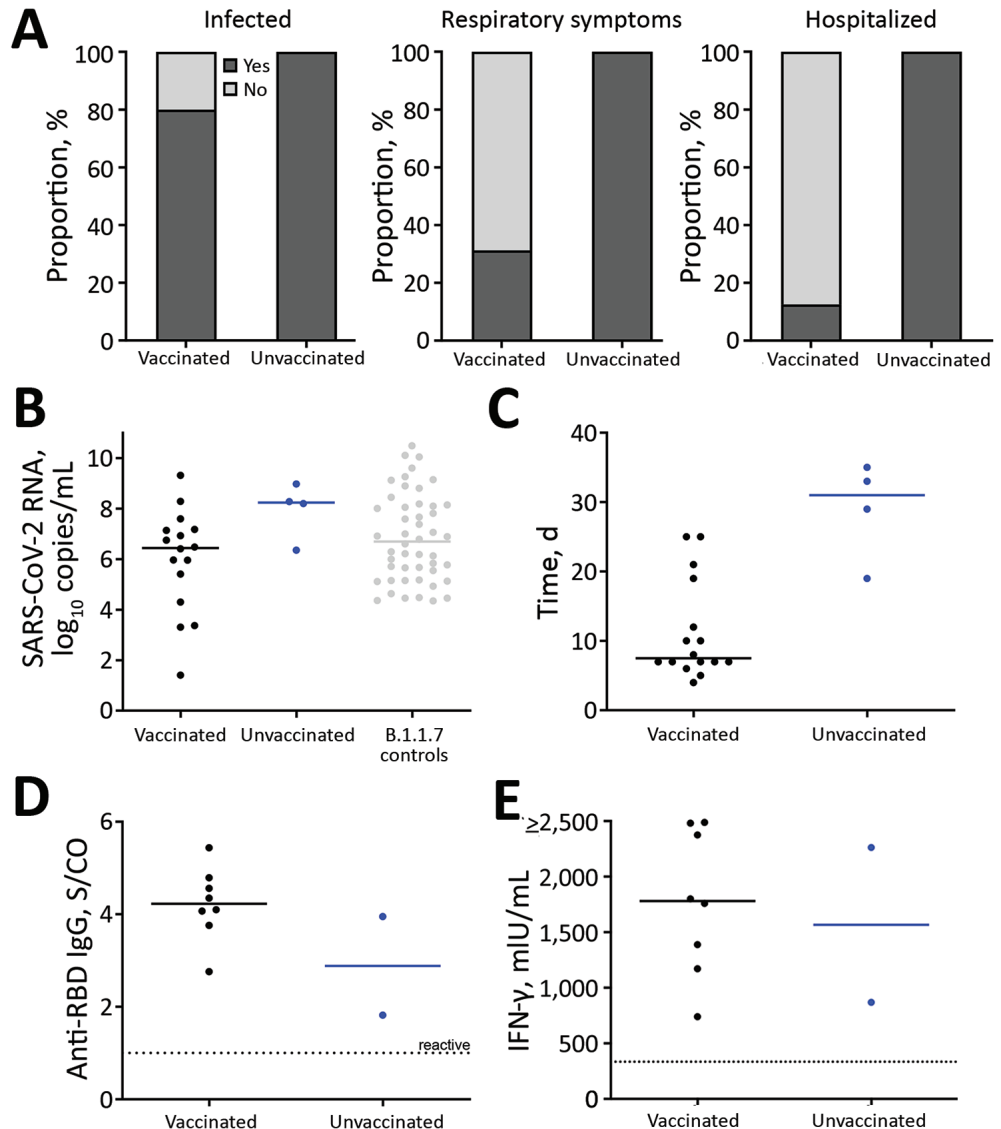 A
Infected
Respiratory symptoms
Hospitalized
Proportion, %
100
80
60
40
20
0
Yes
No
Vaccinated
Unvaccinated
Proportion, %
100
80
60
40
20
0
Vaccinated
Unvaccinated
Proportion, %
100
80
60
40
20
0
Vaccinated
Unvaccinated
B
SARS-CoV-2 RNA,
log10 copies/mL
10
8
6
4
2
0
Vaccinated
Unvaccinated
B.1.1.7
controls
C
Time, d
40
30
20
10
0
Vaccinated
Unvaccinated
D
Anti-RBD IgG, S/CO
6
4
2
0
reactive
Vaccinated
Unvaccinated
E
IFN-γ, mIU/mL
≥2,500
2,000
1,500
1,000
500
0
Vaccinated
Unvaccinated